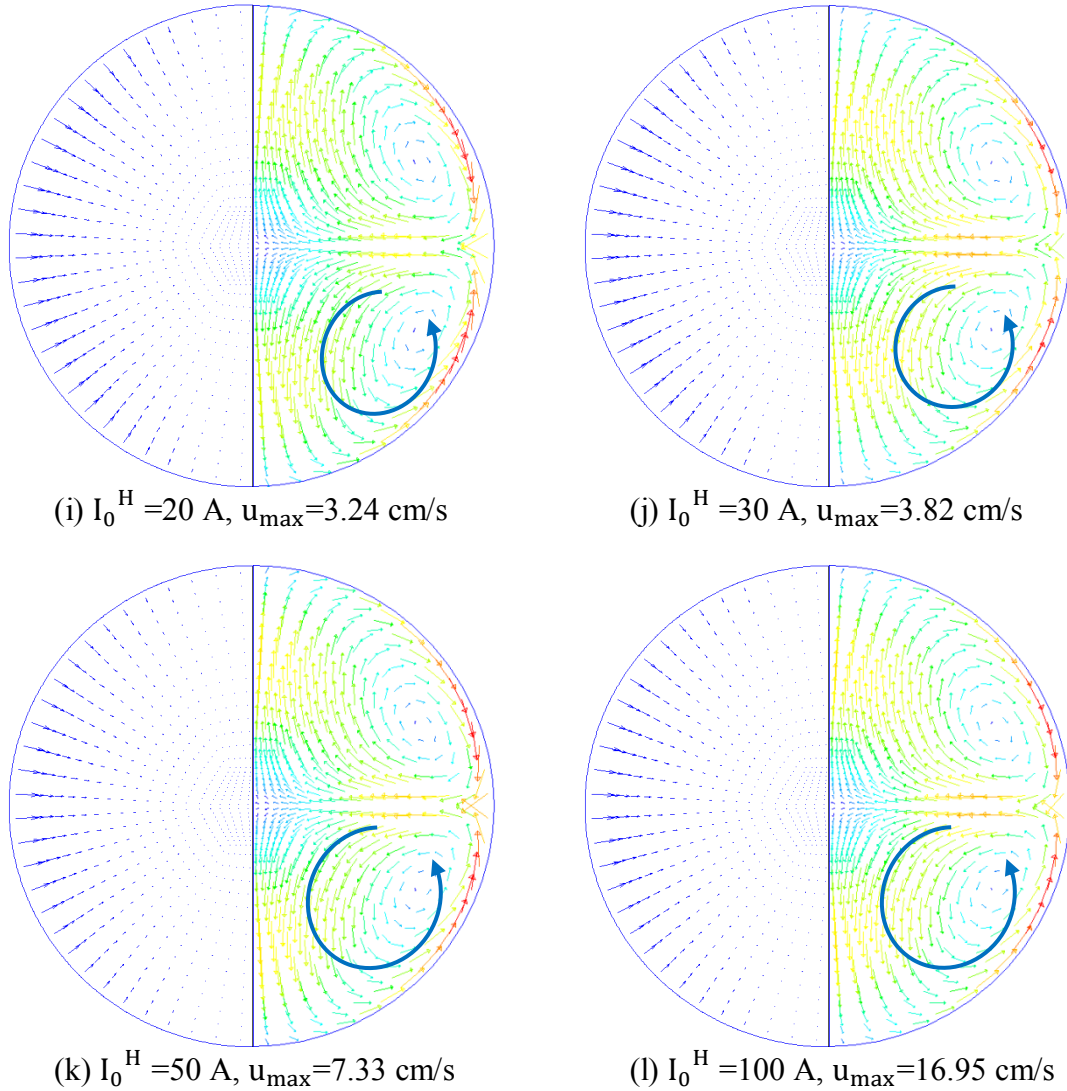 (i) I₀ᴴ =20 A, uₘₐₓ=3.24 cm/s
(j) I₀ᴴ =30 A, uₘₐₓ=3.82 cm/s
(k) I₀ᴴ =50 A, uₘₐₓ=7.33 cm/s
(l) I₀ᴴ =100 A, uₘₐₓ=16.95 cm/s